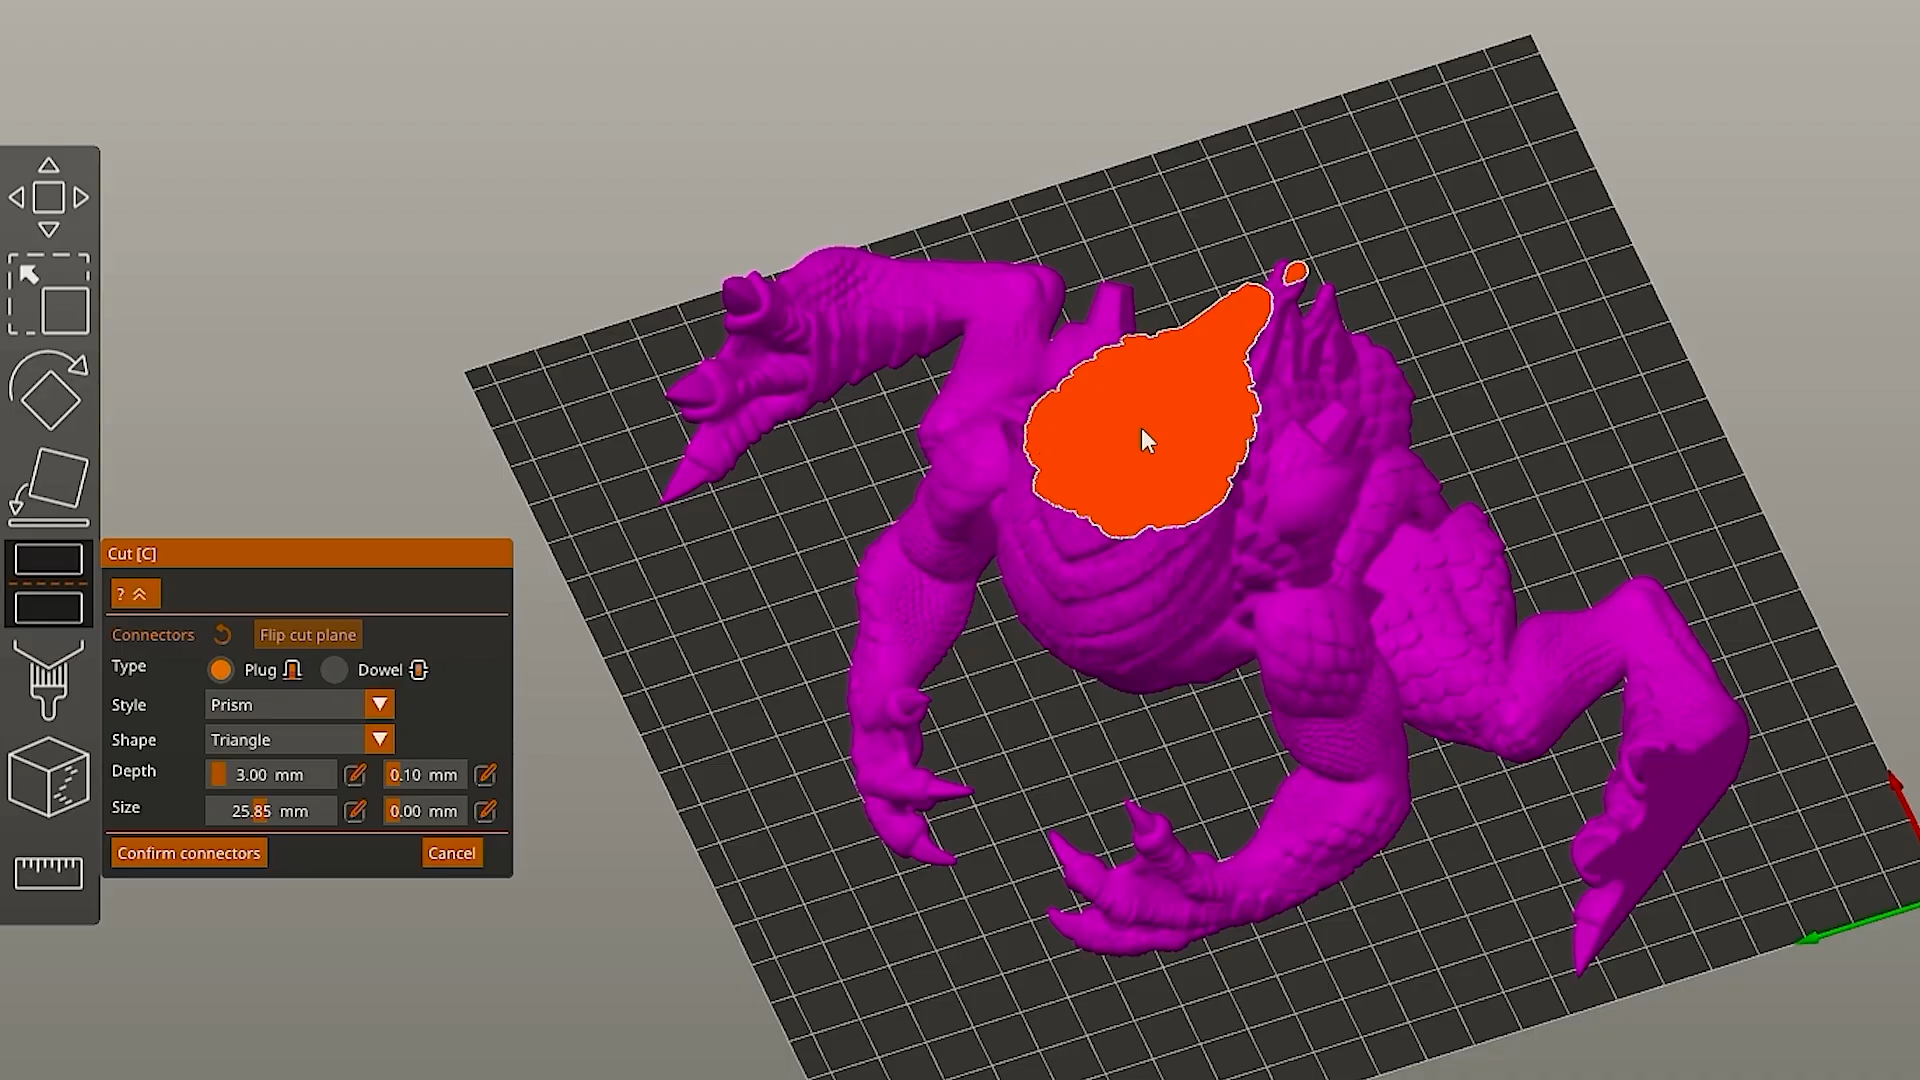 Cut [C]
?
Connectors Flip cut plane
Type Plug Dowel
Style Prism
Shape Triangle
Depth 3.00 mm 0.10 mm
Size 25.85 mm 0.00 mm
Confirm connectors Cancel